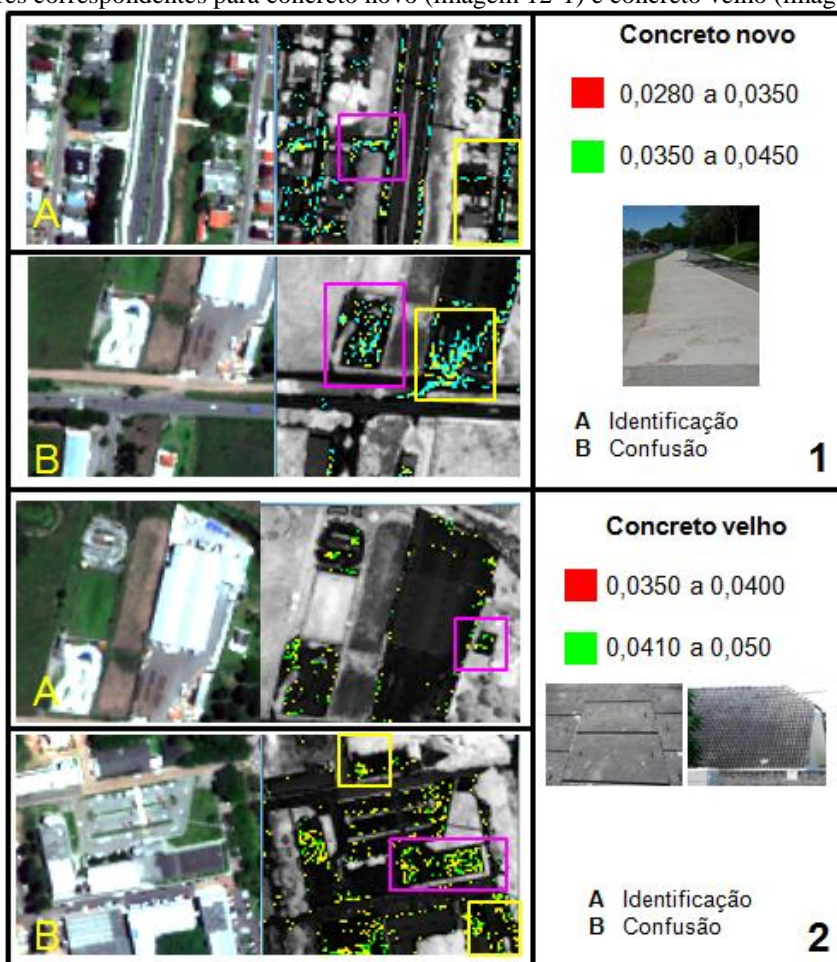 res correspondentes para concreto novo (imagem 12-1) e concreto velho (imag
Concreto novo
0,0280 a 0,0350
0,0350 a 0,0450
A Identificação
B Confusão
1
A
B
Concreto velho
0,0350 a 0,0400
0,0410 a 0,050
A Identificação
B Confusão
2
A
B